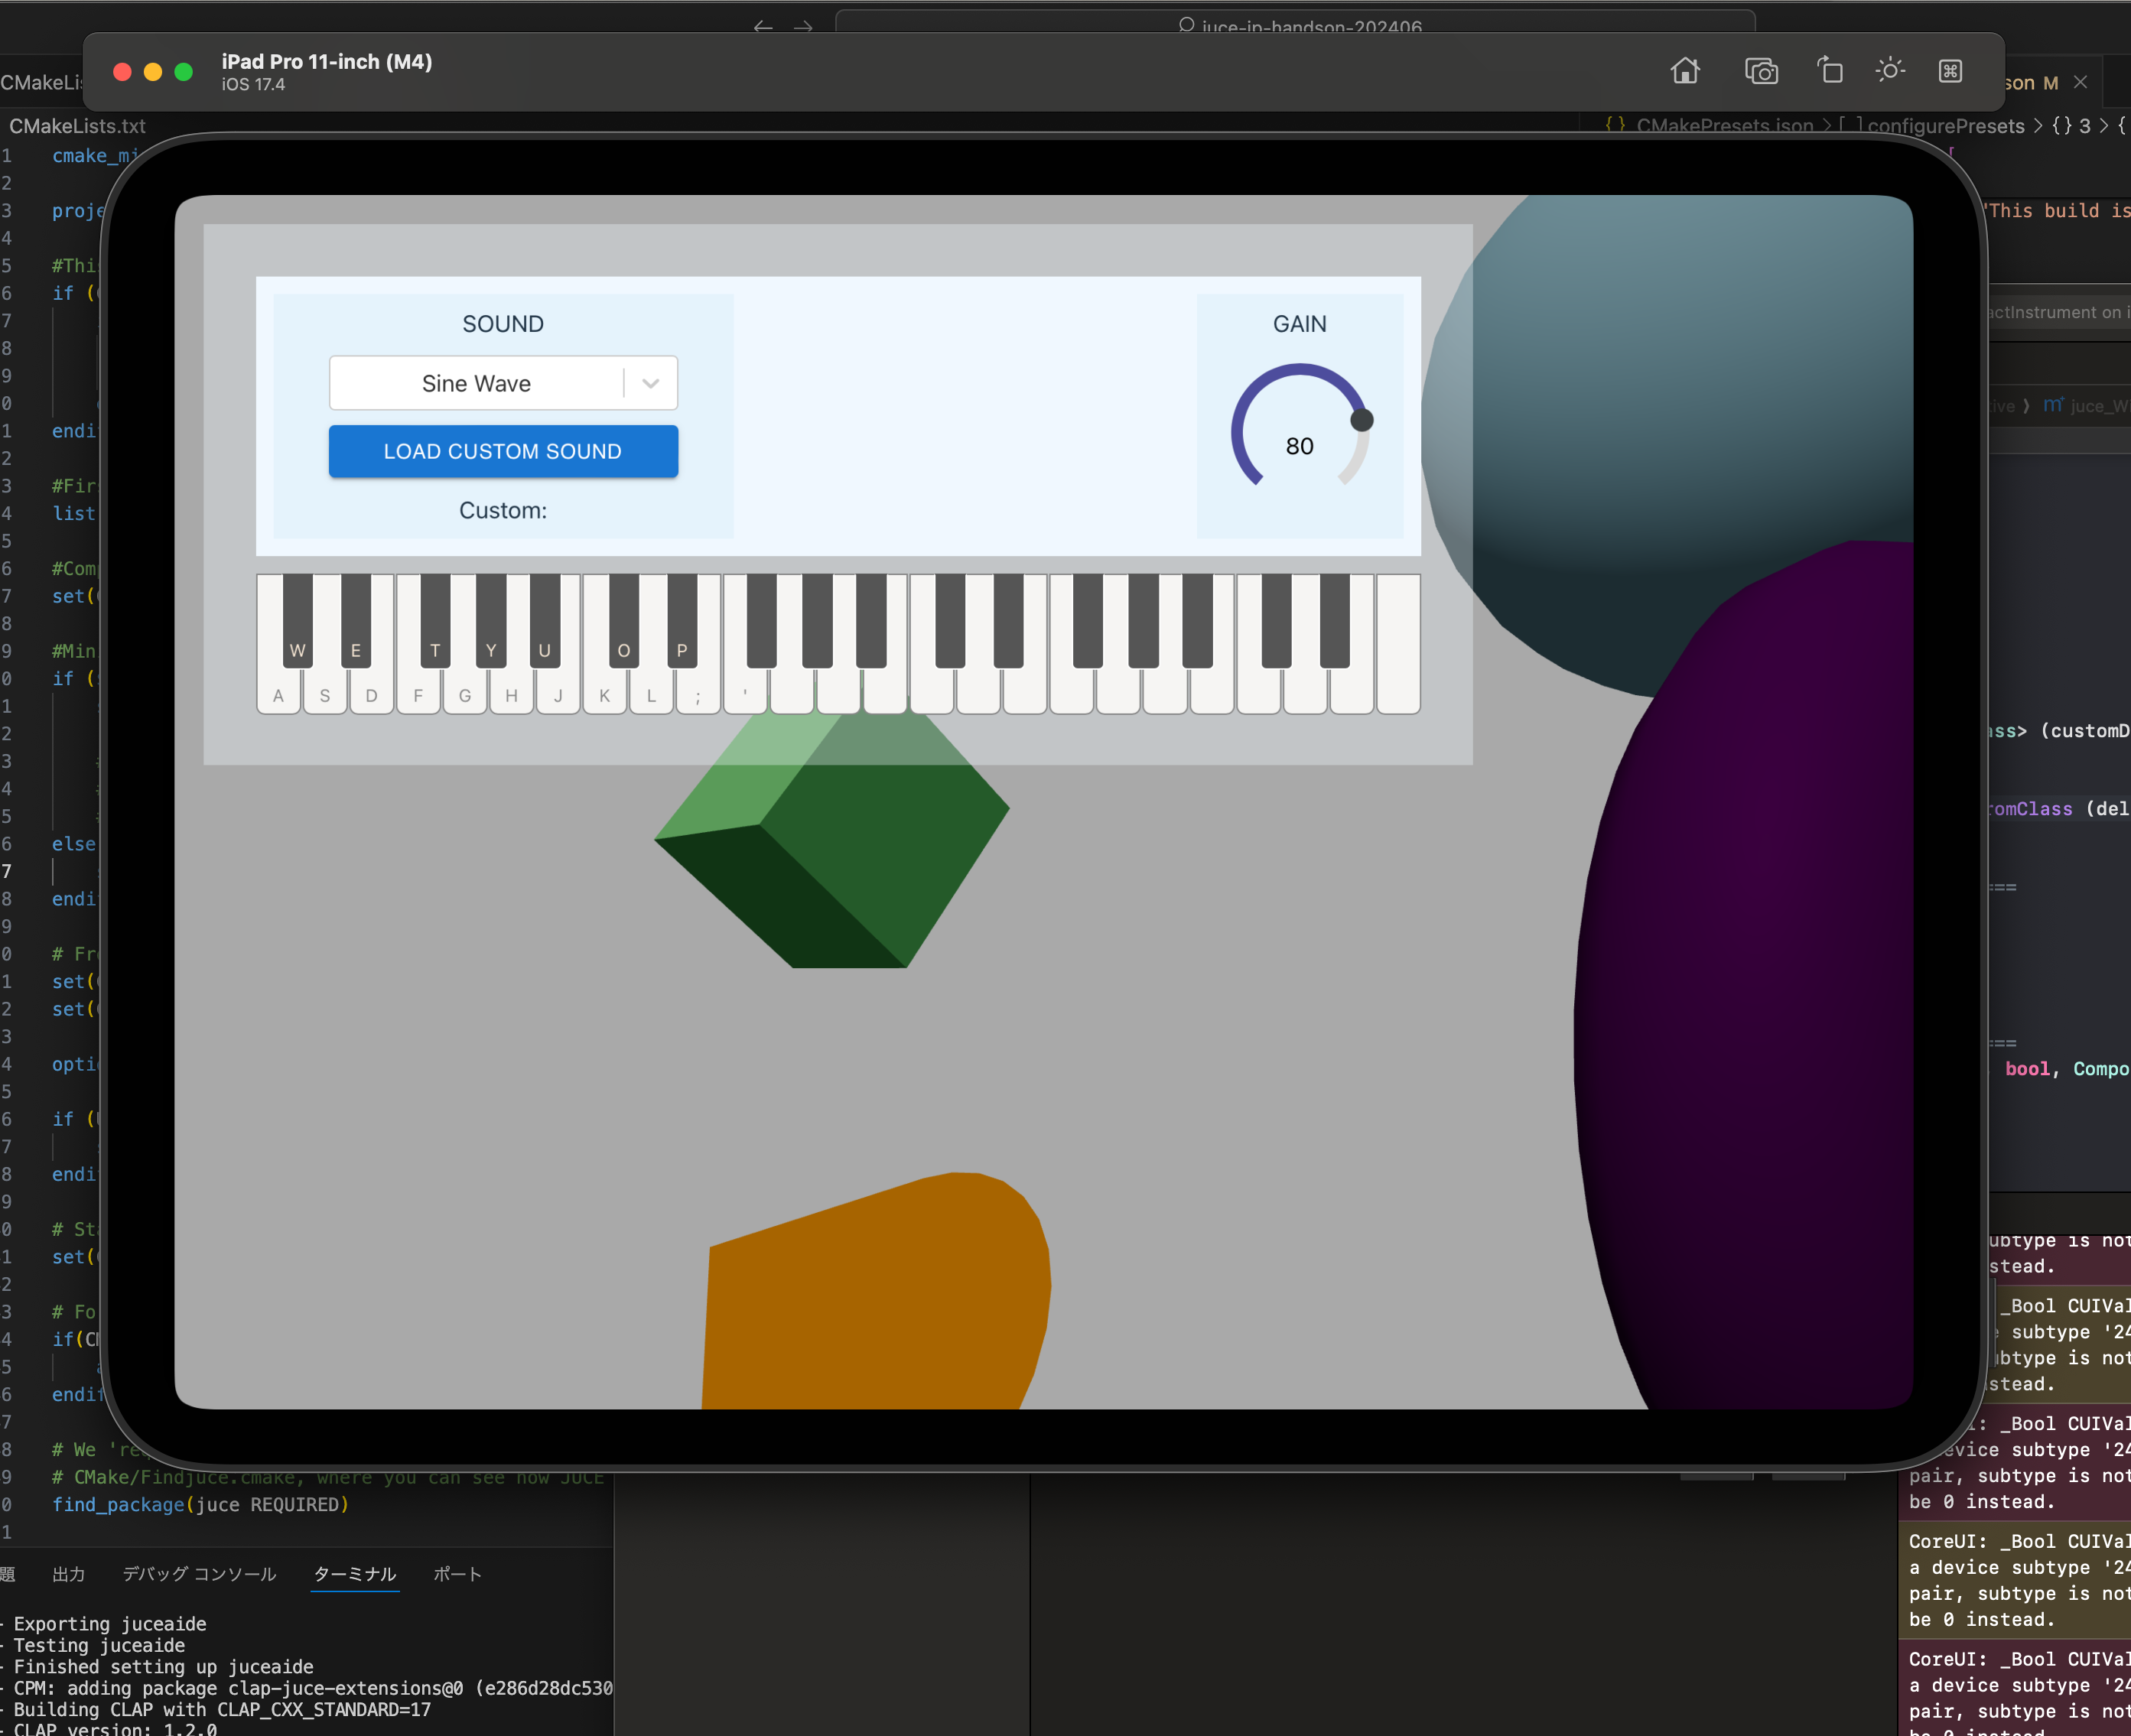 juce-jp-handson-202406
iPad Pro 11-inch (M4)
iOS 17.4
CMakeLi
son M
CMakeLists.txt
{} CMakePresets.json > [ ] configurePresets > {} 3 > {
1 cmake_mi
2
3 proje
4
5 #This
6 if (
7
8
9
0
1 endi
2
3 #Firs
4 list
5
6 #Comp
7 set(
8
9 #Min
0 if (
1
2
3
4
5
6 else
7
8 endi
9
0 # Fr
1 set(
2 set(
3
4 opti
5
6 if (
7
8 endi
9
0 # Sta
1 set(
2
3 # Fo
4 if(CM
5
6 endif
7
8 # We 're
9 # CMake/Findjuce.cmake, where you can see how JUCE
0 find_package(juce REQUIRED)
1
SOUND
Sine Wave
LOAD CUSTOM SOUND
Custom:
GAIN
80
W E T Y U O P
A S D F G H J K L ; '
'This build is
actInstrument on i
tive
juce_Wi
ass> (customD
romClass (del
===
===
bool, Compo
ubtype is not
stead.
_Bool CUIVal
subtype '24
ubtype is not
stead.
: _Bool CUIVal
evice subtype '24
pair, subtype is not
be 0 instead.
CoreUI: _Bool CUIVal
a device subtype '24
pair, subtype is not
be 0 instead.
CoreUI: _Bool CUIVal
a device subtype '24
pair, subtype is not
be 0 instead.
題 出力 デバッグ コンソール ターミナル ポート
- Exporting juceaide
- Testing juceaide
- Finished setting up juceaide
- CPM: adding package clap-juce-extensions@0 (e286d28dc530
- Building CLAP with CLAP_CXX_STANDARD=17
- CLAP version: 1.2.0